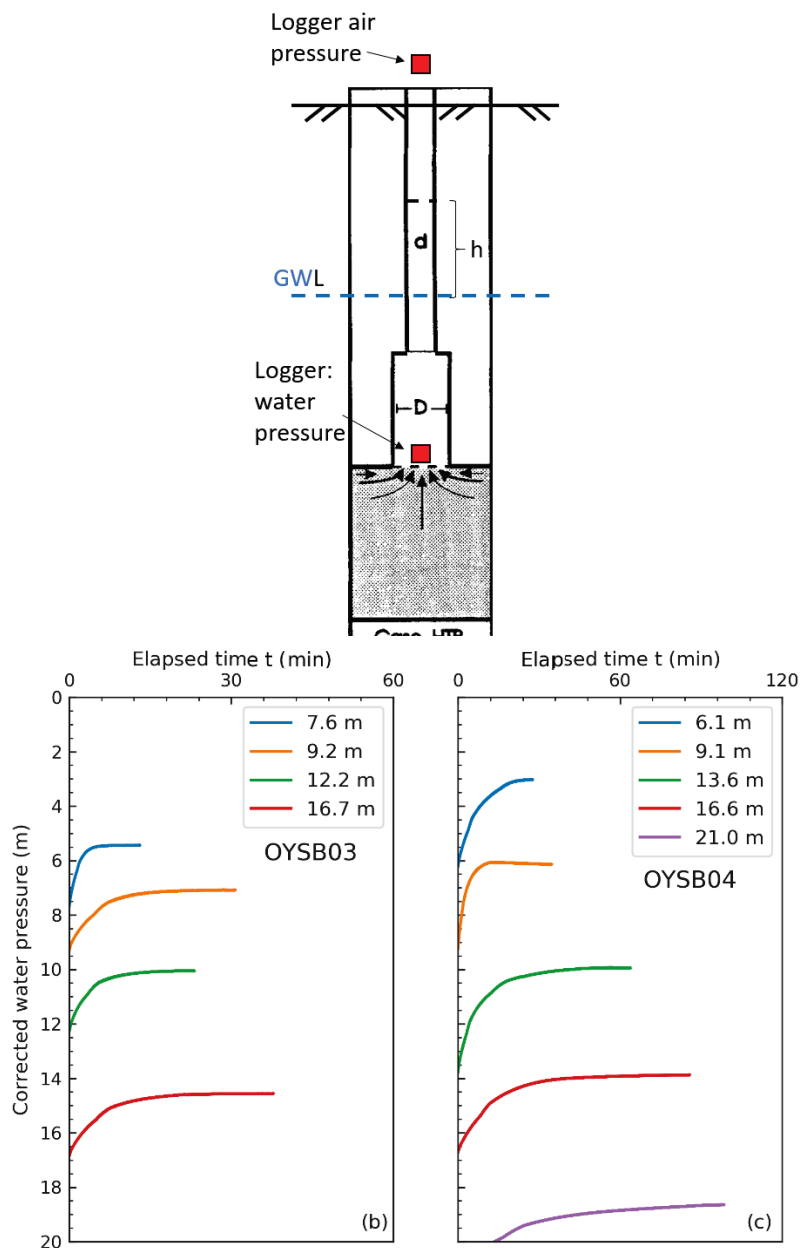 Logger air
pressure
d
h
GWL
Logger:
water
pressure
D
Elapsed time t (min)
Elapsed time t (min)
0
30
60
0
60
120
0
2
4
6
8
10
12
14
16
18
20
Corrected water pressure (m)
7.6 m
9.2 m
12.2 m
16.7 m
OYSB03
(b)
6.1 m
9.1 m
13.6 m
16.6 m
21.0 m
OYSB04
(c)